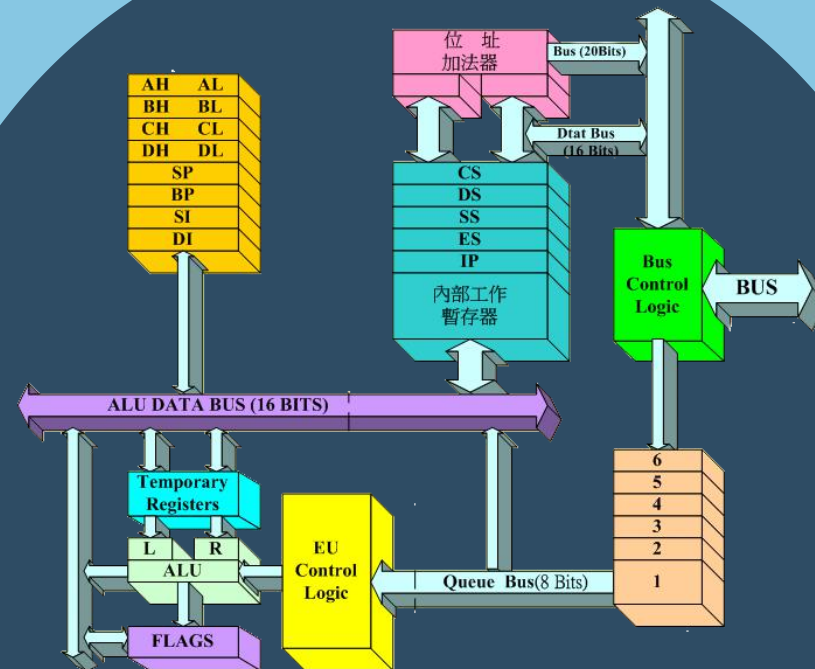 AH AL
BH BL
CH CL
DH DL
SP
BP
SI
DI
位 址
加法器
Bus (20Bits)
Dtat Bus
(16 Bits)
CS
DS
SS
ES
IP
內部工作
暫存器
Bus
Control
Logic
BUS
ALU DATA BUS (16 BITS)
Temporary
Registers
L R
ALU
FLAGS
EU
Control
Logic
Queue Bus(8 Bits)
6
5
4
3
2
1